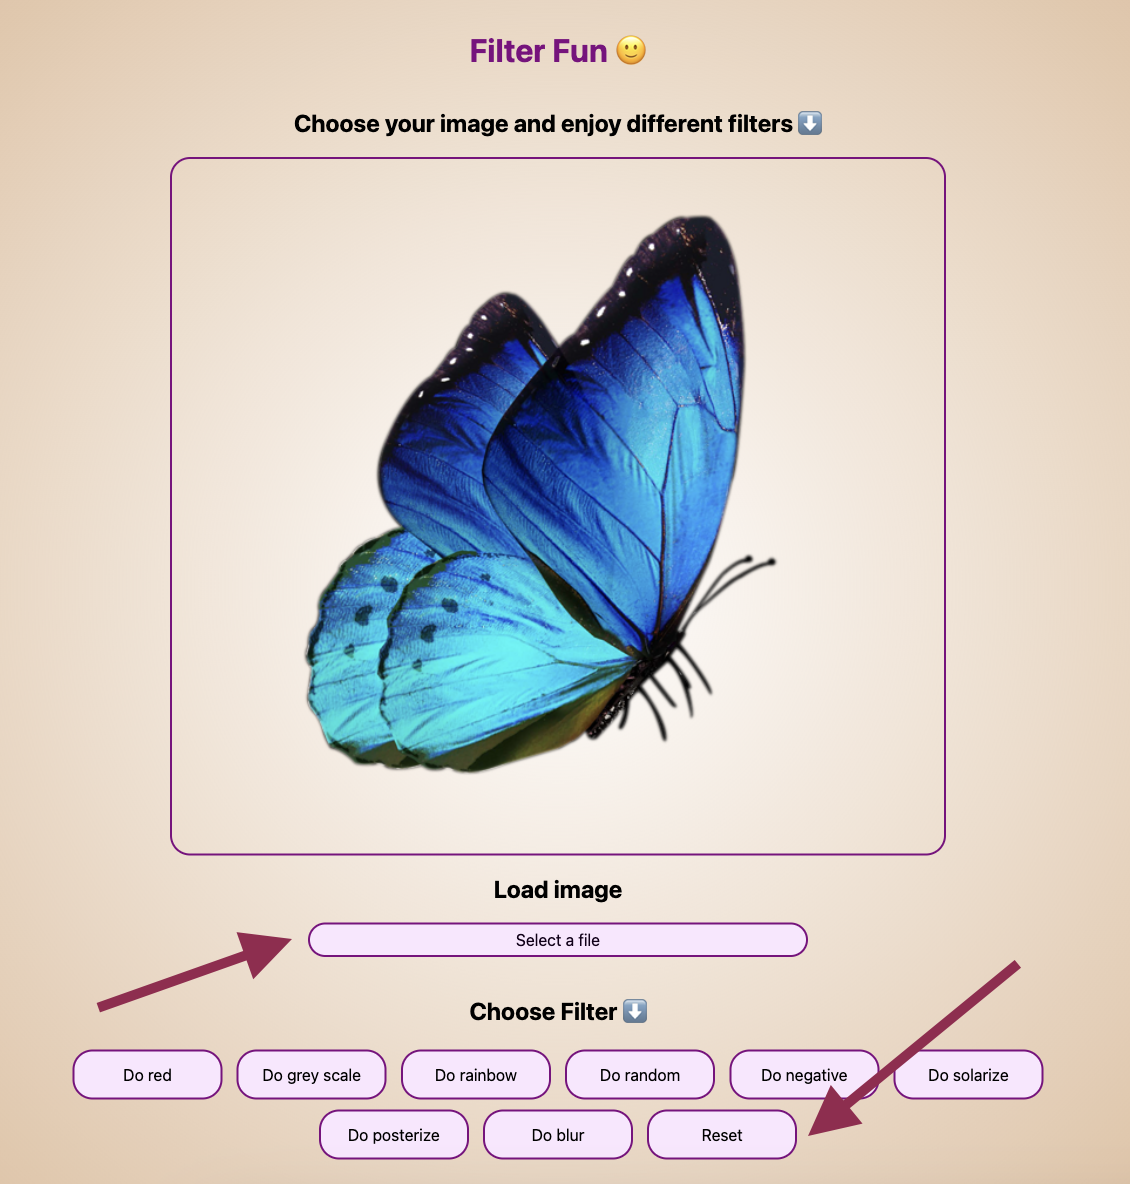 Filter Fun 🙂
Choose your image and enjoy different filters ⬇️
Load image
Select a file
Choose Filter ⬇️
Do red Do grey scale Do rainbow Do random Do negative Do solarize
Do posterize Do blur Reset